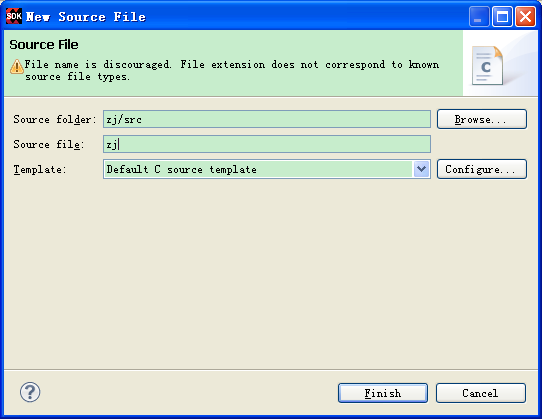 SDK New Source File
Source File
File name is discouraged. File extension does not correspond to known
source file types.
c
Source folder: zj/src Browse...
Source file: zj
Template: Default C source template Configure...
? Finish Cancel